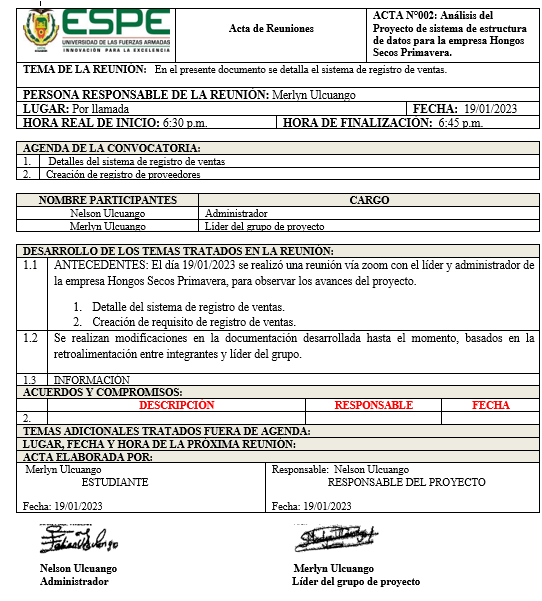 ESPE
UNIVERSIDAD DE LAS FUERZAS ARMADAS
INNOVACIÓN PARA LA EXCELENCIA
Acta de Reuniones
ACTA N°002: Análisis del
Proyecto de sistema de estructura
de datos para la empresa Hongos
Secos Primavera.
TEMA DE LA REUNIÓN: En el presente documento se detalla el sistema de registro de ventas.
PERSONA RESPONSABLE DE LA REUNIÓN: Merlyn Ulcuango
LUGAR: Por llamada FECHA: 19/01/2023
HORA REAL DE INICIO: 6:30 p.m. HORA DE FINALIZACIÓN: 6:45 p.m.
AGENDA DE LA CONVOCATORIA:
1. Detalles del sistema de registro de ventas
2. Creación de registro de proveedores
NOMBRE PARTICIPANTES CARGO
Nelson Ulcuango Administrador
Merlyn Ulcuango Líder del grupo de proyecto
DESARROLLO DE LOS TEMAS TRATADOS EN LA REUNIÓN:
1.1 ANTECEDENTES: El día 19/01/2023 se realizó una reunión vía zoom con el líder y administrador de
la empresa Hongos Secos Primavera, para observar los avances del proyecto.
1. Detalle del sistema de registro de ventas.
2. Creación de requisito de registro de ventas.
1.2 Se realizan modificaciones en la documentación desarrollada hasta el momento, basados en la
retroalimentación entre integrantes y líder del grupo.
1.3 INFORMACIÓN
ACUERDOS Y COMPROMISOS:
DESCRIPCIÓN RESPONSABLE FECHA
2.
TEMAS ADICIONALES TRATADOS FUERA DE AGENDA:
LUGAR, FECHA Y HORA DE LA PRÓXIMA REUNIÓN:
ACTA ELABORADA POR:
Merlyn Ulcuango Responsable: Nelson Ulcuango
ESTUDIANTE RESPONSABLE DEL PROYECTO
Fecha: 19/01/2023 Fecha: 19/01/2023
Nelson Ulcuango Merlyn Ulcuango
Administrador Líder del grupo de proyecto